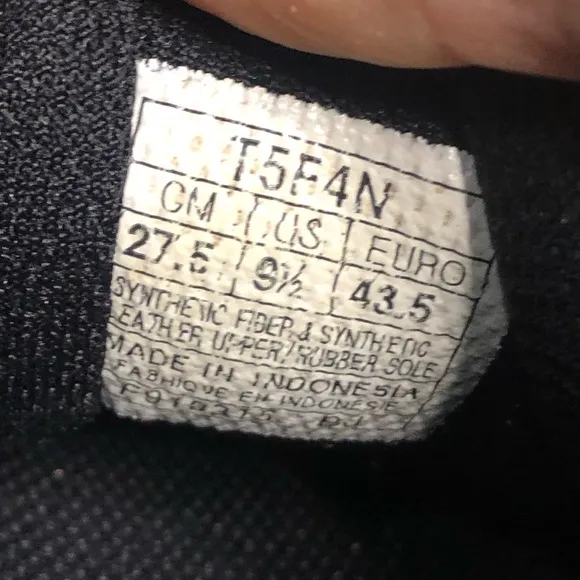 T5F4N
CM US EURO
27.5 9½ 43.5
SYNTHETIC FIBER & SYNTHETIC
LEATHER UPPER/RUBBER SOLE
MADE IN INDONESIA
FABRIQUE EN INDONESIE